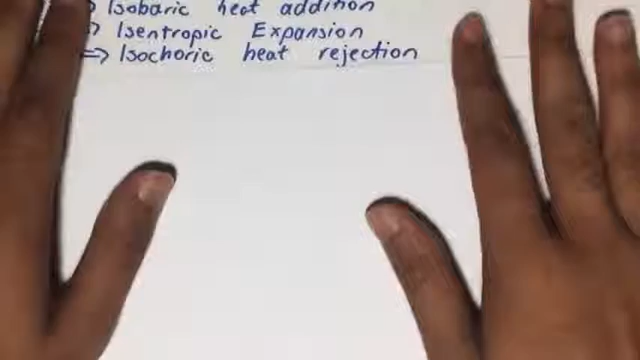 Isobaric heat addition
Isentropic Expansion
=> Isochoric heat rejection